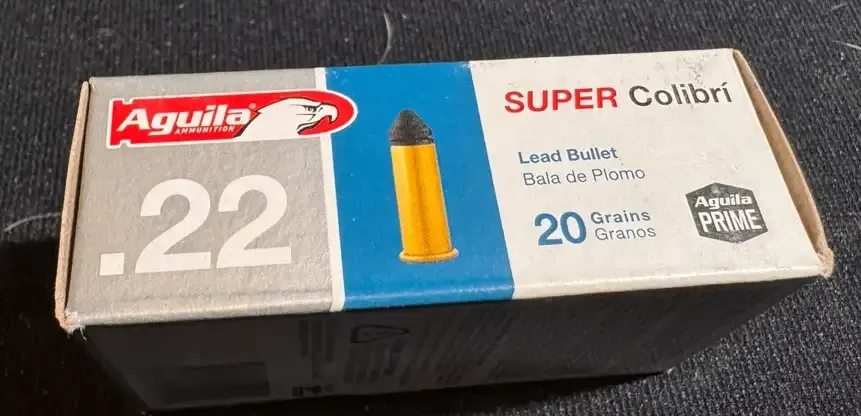 Aguila®
AMMUNITION
.22
SUPER Colibrí
Lead Bullet
Bala de Plomo
20 Grains
Granos
Aguila
PRIME